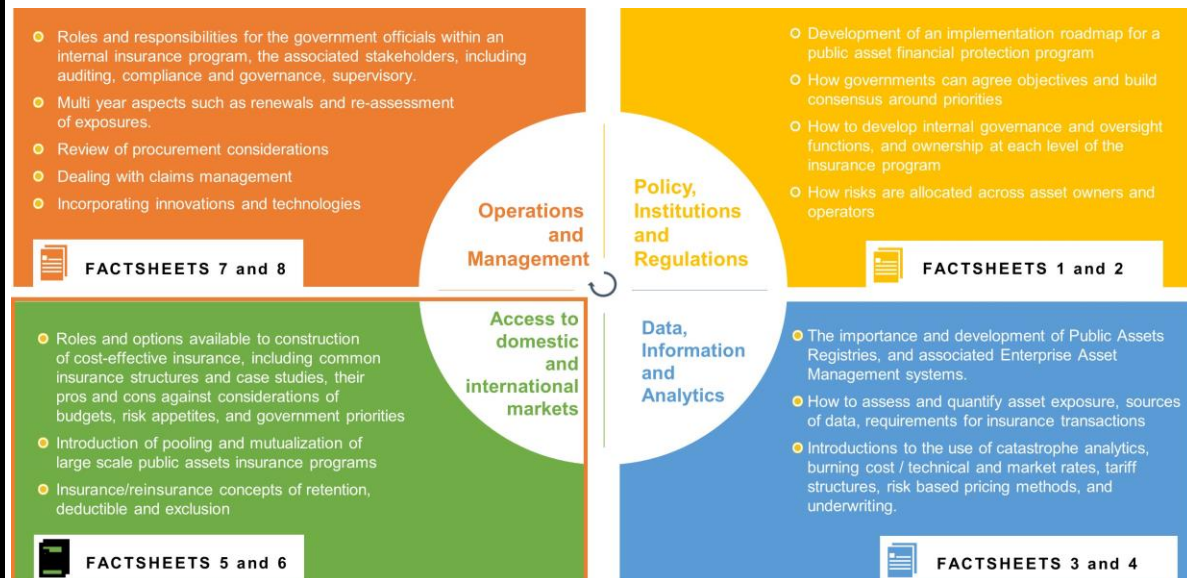 Roles and responsibilities for the government officials within an
internal insurance program, the associated stakeholders, including
auditing, compliance and governance, supervisory.
Multi year aspects such as renewals and re-assessment
of exposures.
Review of procurement considerations
Dealing with claims management
Incorporating innovations and technologies
FACTSHEETS 7 and 8
Operations
and
Management
Policy,
Institutions
and
Regulations
Development of an implementation roadmap for a
public asset financial protection program
How governments can agree objectives and build
consensus around priorities
How to develop internal governance and oversight
functions, and ownership at each level of the
insurance program
How risks are allocated across asset owners and
operators
FACTSHEETS 1 and 2
Roles and options available to construction
of cost-effective insurance, including common
insurance structures and case studies, their
pros and cons against considerations of
budgets, risk appetites, and government priorities
Introduction of pooling and mutualization of
large scale public assets insurance programs
Insurance/reinsurance concepts of retention,
deductible and exclusion
FACTSHEETS 5 and 6
Access to
domestic
and
international
markets
Data,
Information
and
Analytics
The importance and development of Public Assets
Registries, and associated Enterprise Asset
Management systems.
How to assess and quantify asset exposure, sources
of data, requirements for insurance transactions
Introductions to the use of catastrophe analytics,
burning cost / technical and market rates, tariff
structures, risk based pricing methods, and
underwriting.
FACTSHEETS 3 and 4